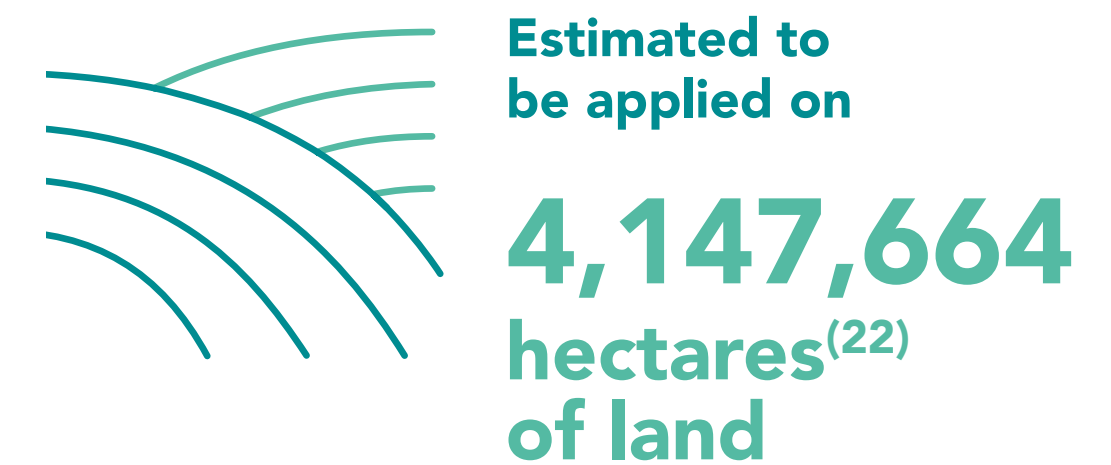 Estimated to
be applied on
4,147,664
hectares(22)
of land